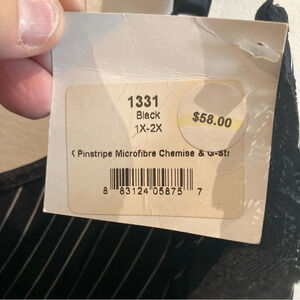 1331
Black
1X-2X
$58.00
Pinstripe Microfibre Chemise & G-Str
8 83124 05875 7